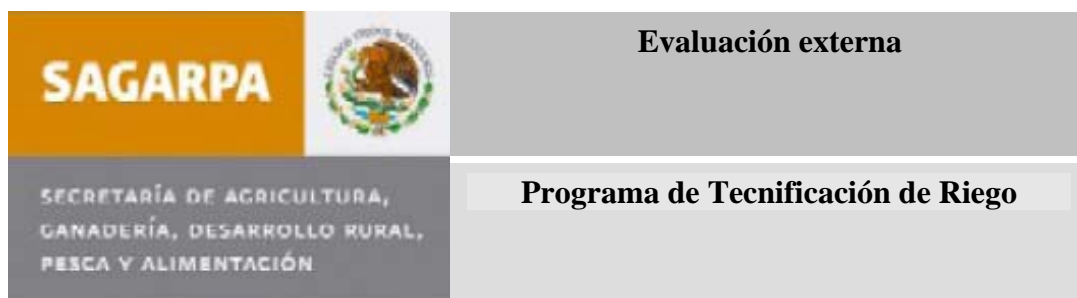 SAGARPA
Evaluación externa
SECRETARÍA DE AGRICULTURA,
GANADERÍA, DESARROLLO RURAL,
PESCA Y ALIMENTACIÓN
Programa de Tecnificación de Riego